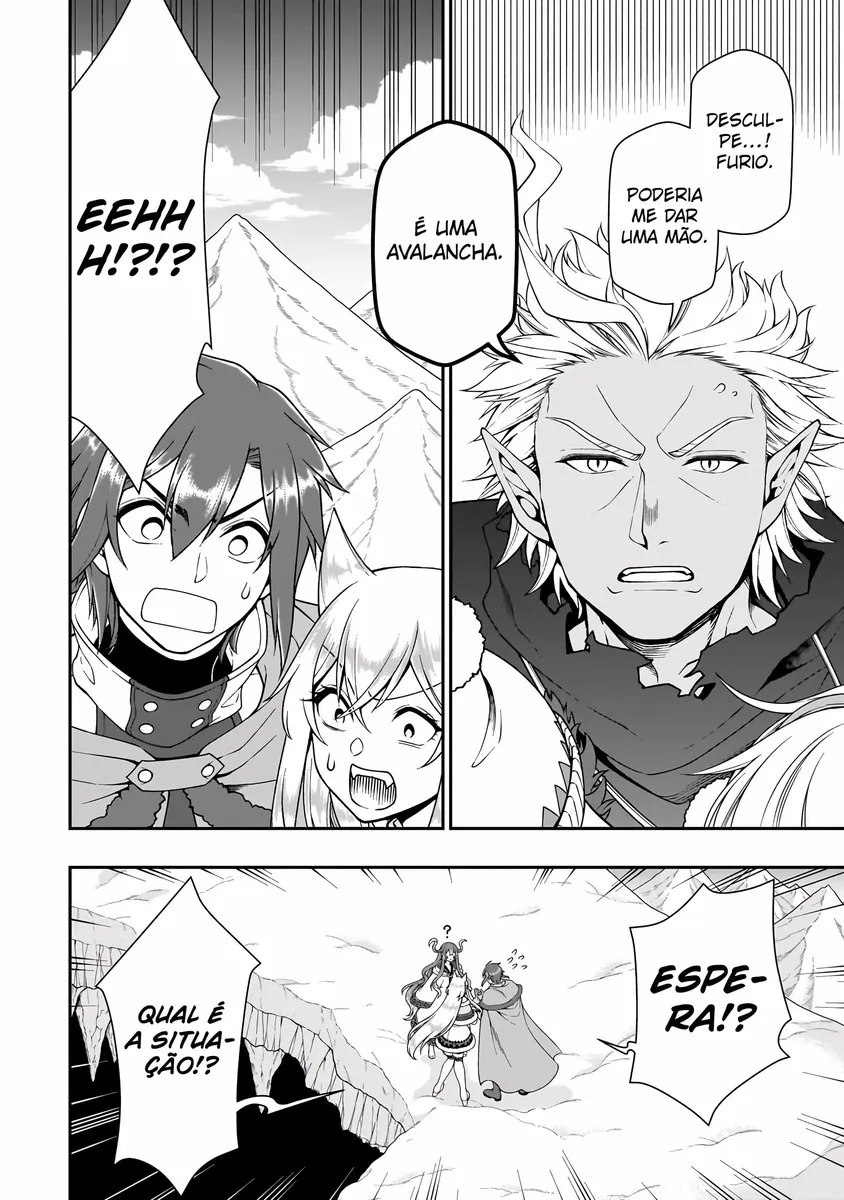 DESCUL-
PE...!
FURIO.
PODERIA
ME DAR
UMA MÃO.
É UMA
AVALANCHA.
EEHH
H!?!?
?
ESPE-
RA!?
QUAL É
A SITUA-
ÇÃO!?